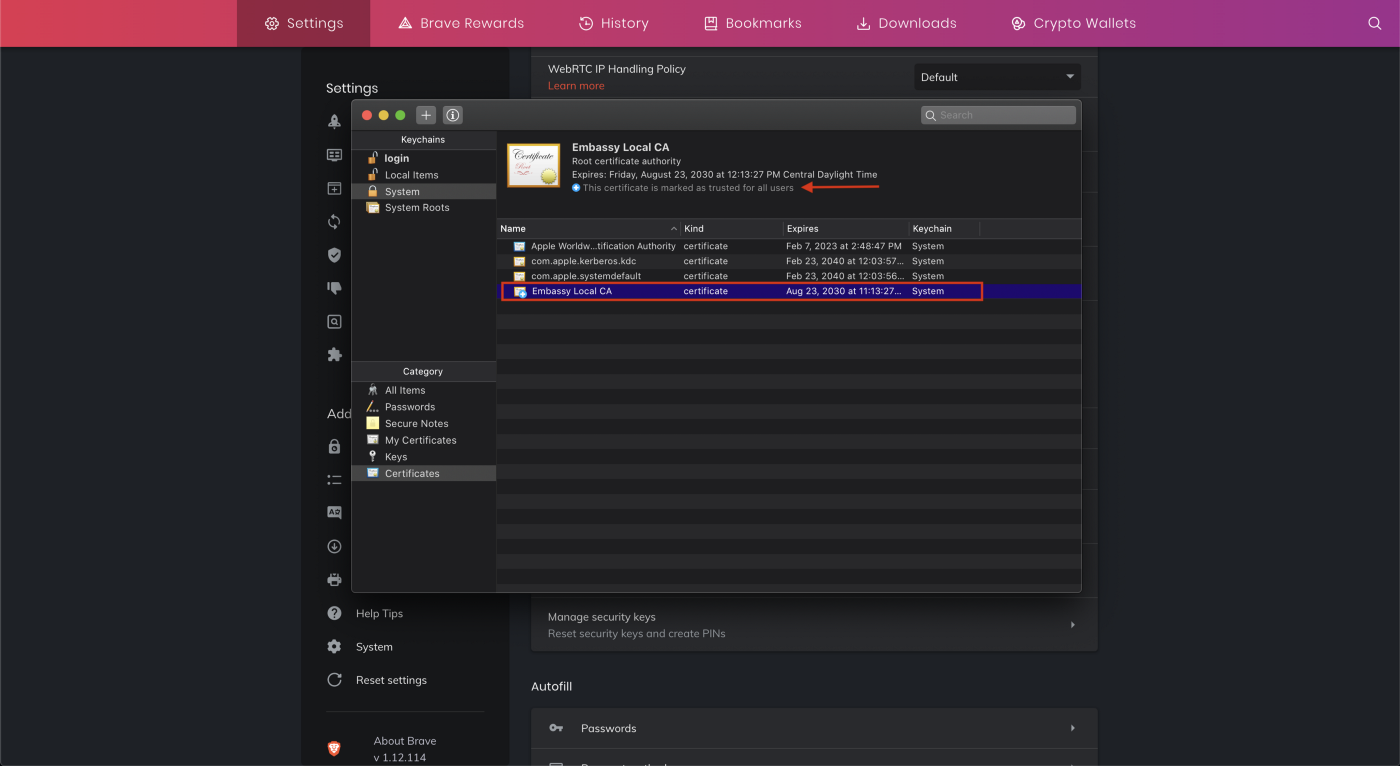 Settings
Brave Rewards
History
Bookmarks
Downloads
Crypto Wallets
Settings
Add
Help Tips
System
Reset settings
About Brave
v 1.12.114
WebRTC IP Handling Policy
Learn more
Default
Search
Keychains
login
Local Items
System
System Roots
Category
All Items
Passwords
Secure Notes
My Certificates
Keys
Certificates
Certificate
Root
Embassy Local CA
Root certificate authority
Expires: Friday, August 23, 2030 at 12:13:27 PM Central Daylight Time
This certificate is marked as trusted for all users
Name Kind Expires Keychain
Apple Worldw...tification Authority certificate Feb 7, 2023 at 2:48:47 PM System
com.apple.kerberos.kdc certificate Feb 23, 2040 at 12:03:57... System
com.apple.systemdefault certificate Feb 23, 2040 at 12:03:56... System
Embassy Local CA certificate Aug 23, 2030 at 11:13:27... System
Manage security keys
Reset security keys and create PINs
Autofill
Passwords